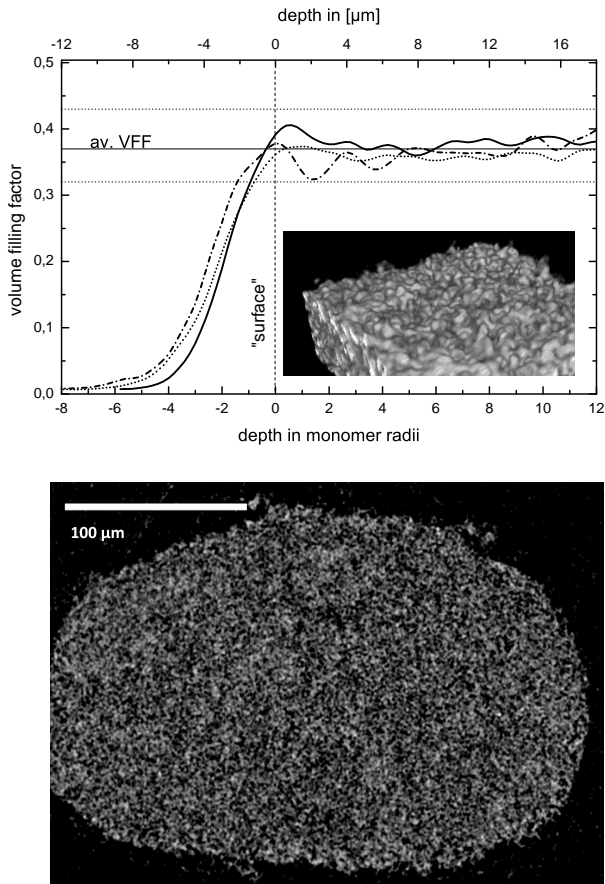 depth in [µm]
-12 -8 -4 0 4 8 12 16
0,5
0,4
av. VFF
0,3
volume filling factor
0,2
"surface"
0,1
0,0
-8 -6 -4 -2 0 2 4 6 8 10 12
depth in monomer radii
100 µm